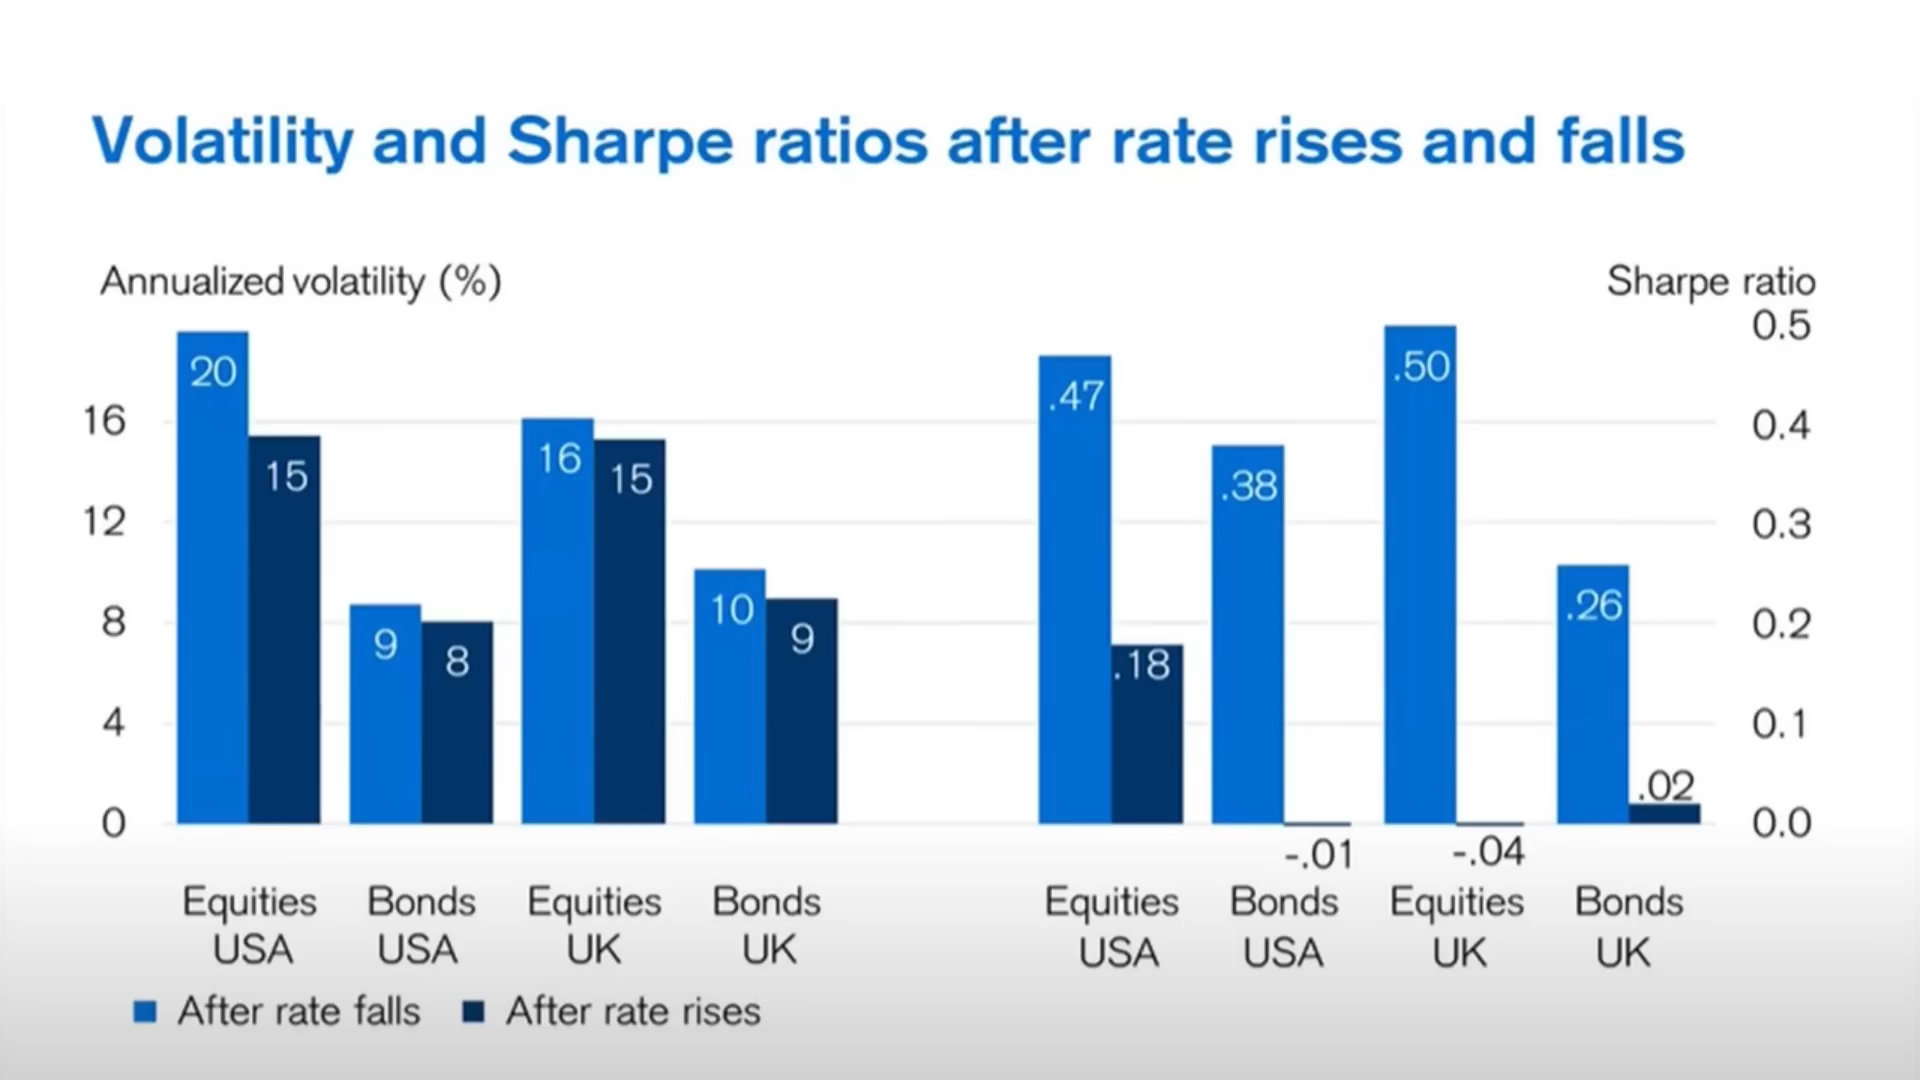 Volatility and Sharpe ratios after rate rises and falls
Annualized volatility (%)
Sharpe ratio
16
12
8
4
0
20
15
9
8
16
15
10
9
.47
.18
.38
-.01
.50
-.04
.26
.02
0.5
0.4
0.3
0.2
0.1
0.0
Equities
USA
Bonds
USA
Equities
UK
Bonds
UK
Equities
USA
Bonds
USA
Equities
UK
Bonds
UK
After rate falls
After rate rises